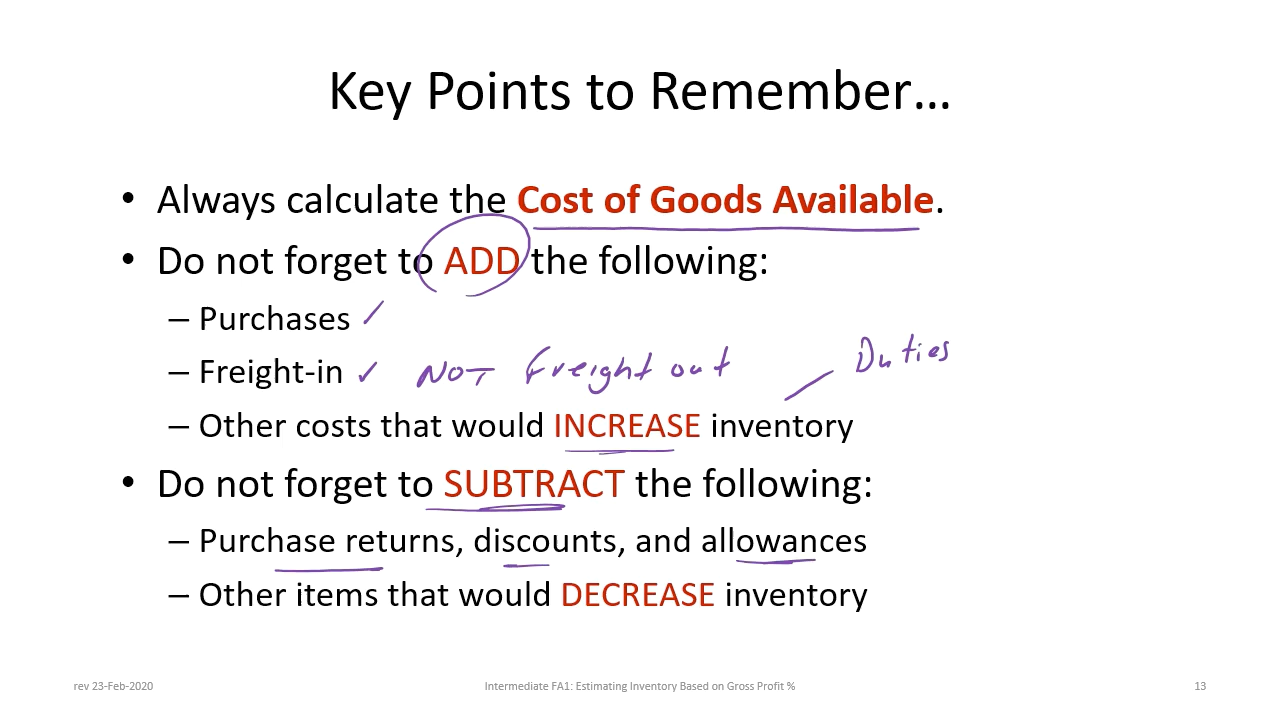 Key Points to Remember…
• Always calculate the Cost of Goods Available.
• Do not forget to ADD the following:
– Purchases ✓
– Freight-in ✓ NOT Freight out Duties
– Other costs that would INCREASE inventory
• Do not forget to SUBTRACT the following:
– Purchase returns, discounts, and allowances
– Other items that would DECREASE inventory
rev 23-Feb-2020 Intermediate FA1: Estimating Inventory Based on Gross Profit % 13